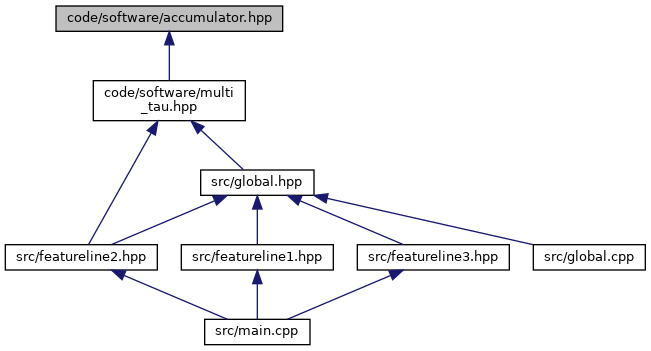 code/software/accumulator.hpp
code/software/multi
_tau.hpp
src/global.hpp
src/featureline2.hpp
src/featureline1.hpp
src/featureline3.hpp
src/global.cpp
src/main.cpp